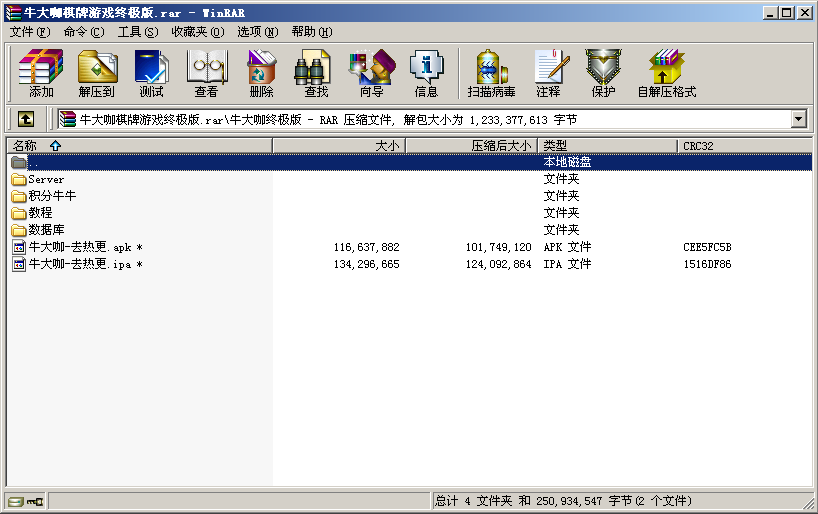 牛大咖棋牌游戏终极版.rar - WinRAR
文件(F) 命令(C) 工具(S) 收藏夹(O) 选项(N) 帮助(H)
添加 解压到 测试 查看 删除 查找 向导 信息 扫描病毒 注释 保护 自解压格式
牛大咖棋牌游戏终极版.rar\牛大咖终极版 - RAR 压缩文件, 解包大小为 1,233,377,613 字节
名称 大小 压缩后大小 类型 CRC32
.. 本地磁盘
Server 文件夹
积分牛牛 文件夹
教程 文件夹
数据库 文件夹
牛大咖-去热更.apk * 116,637,882 101,749,120 APK 文件 CEE5FC5B
牛大咖-去热更.ipa * 134,296,665 124,092,864 IPA 文件 1516DF86
总计 4 文件夹 和 250,934,547 字节(2 个文件)